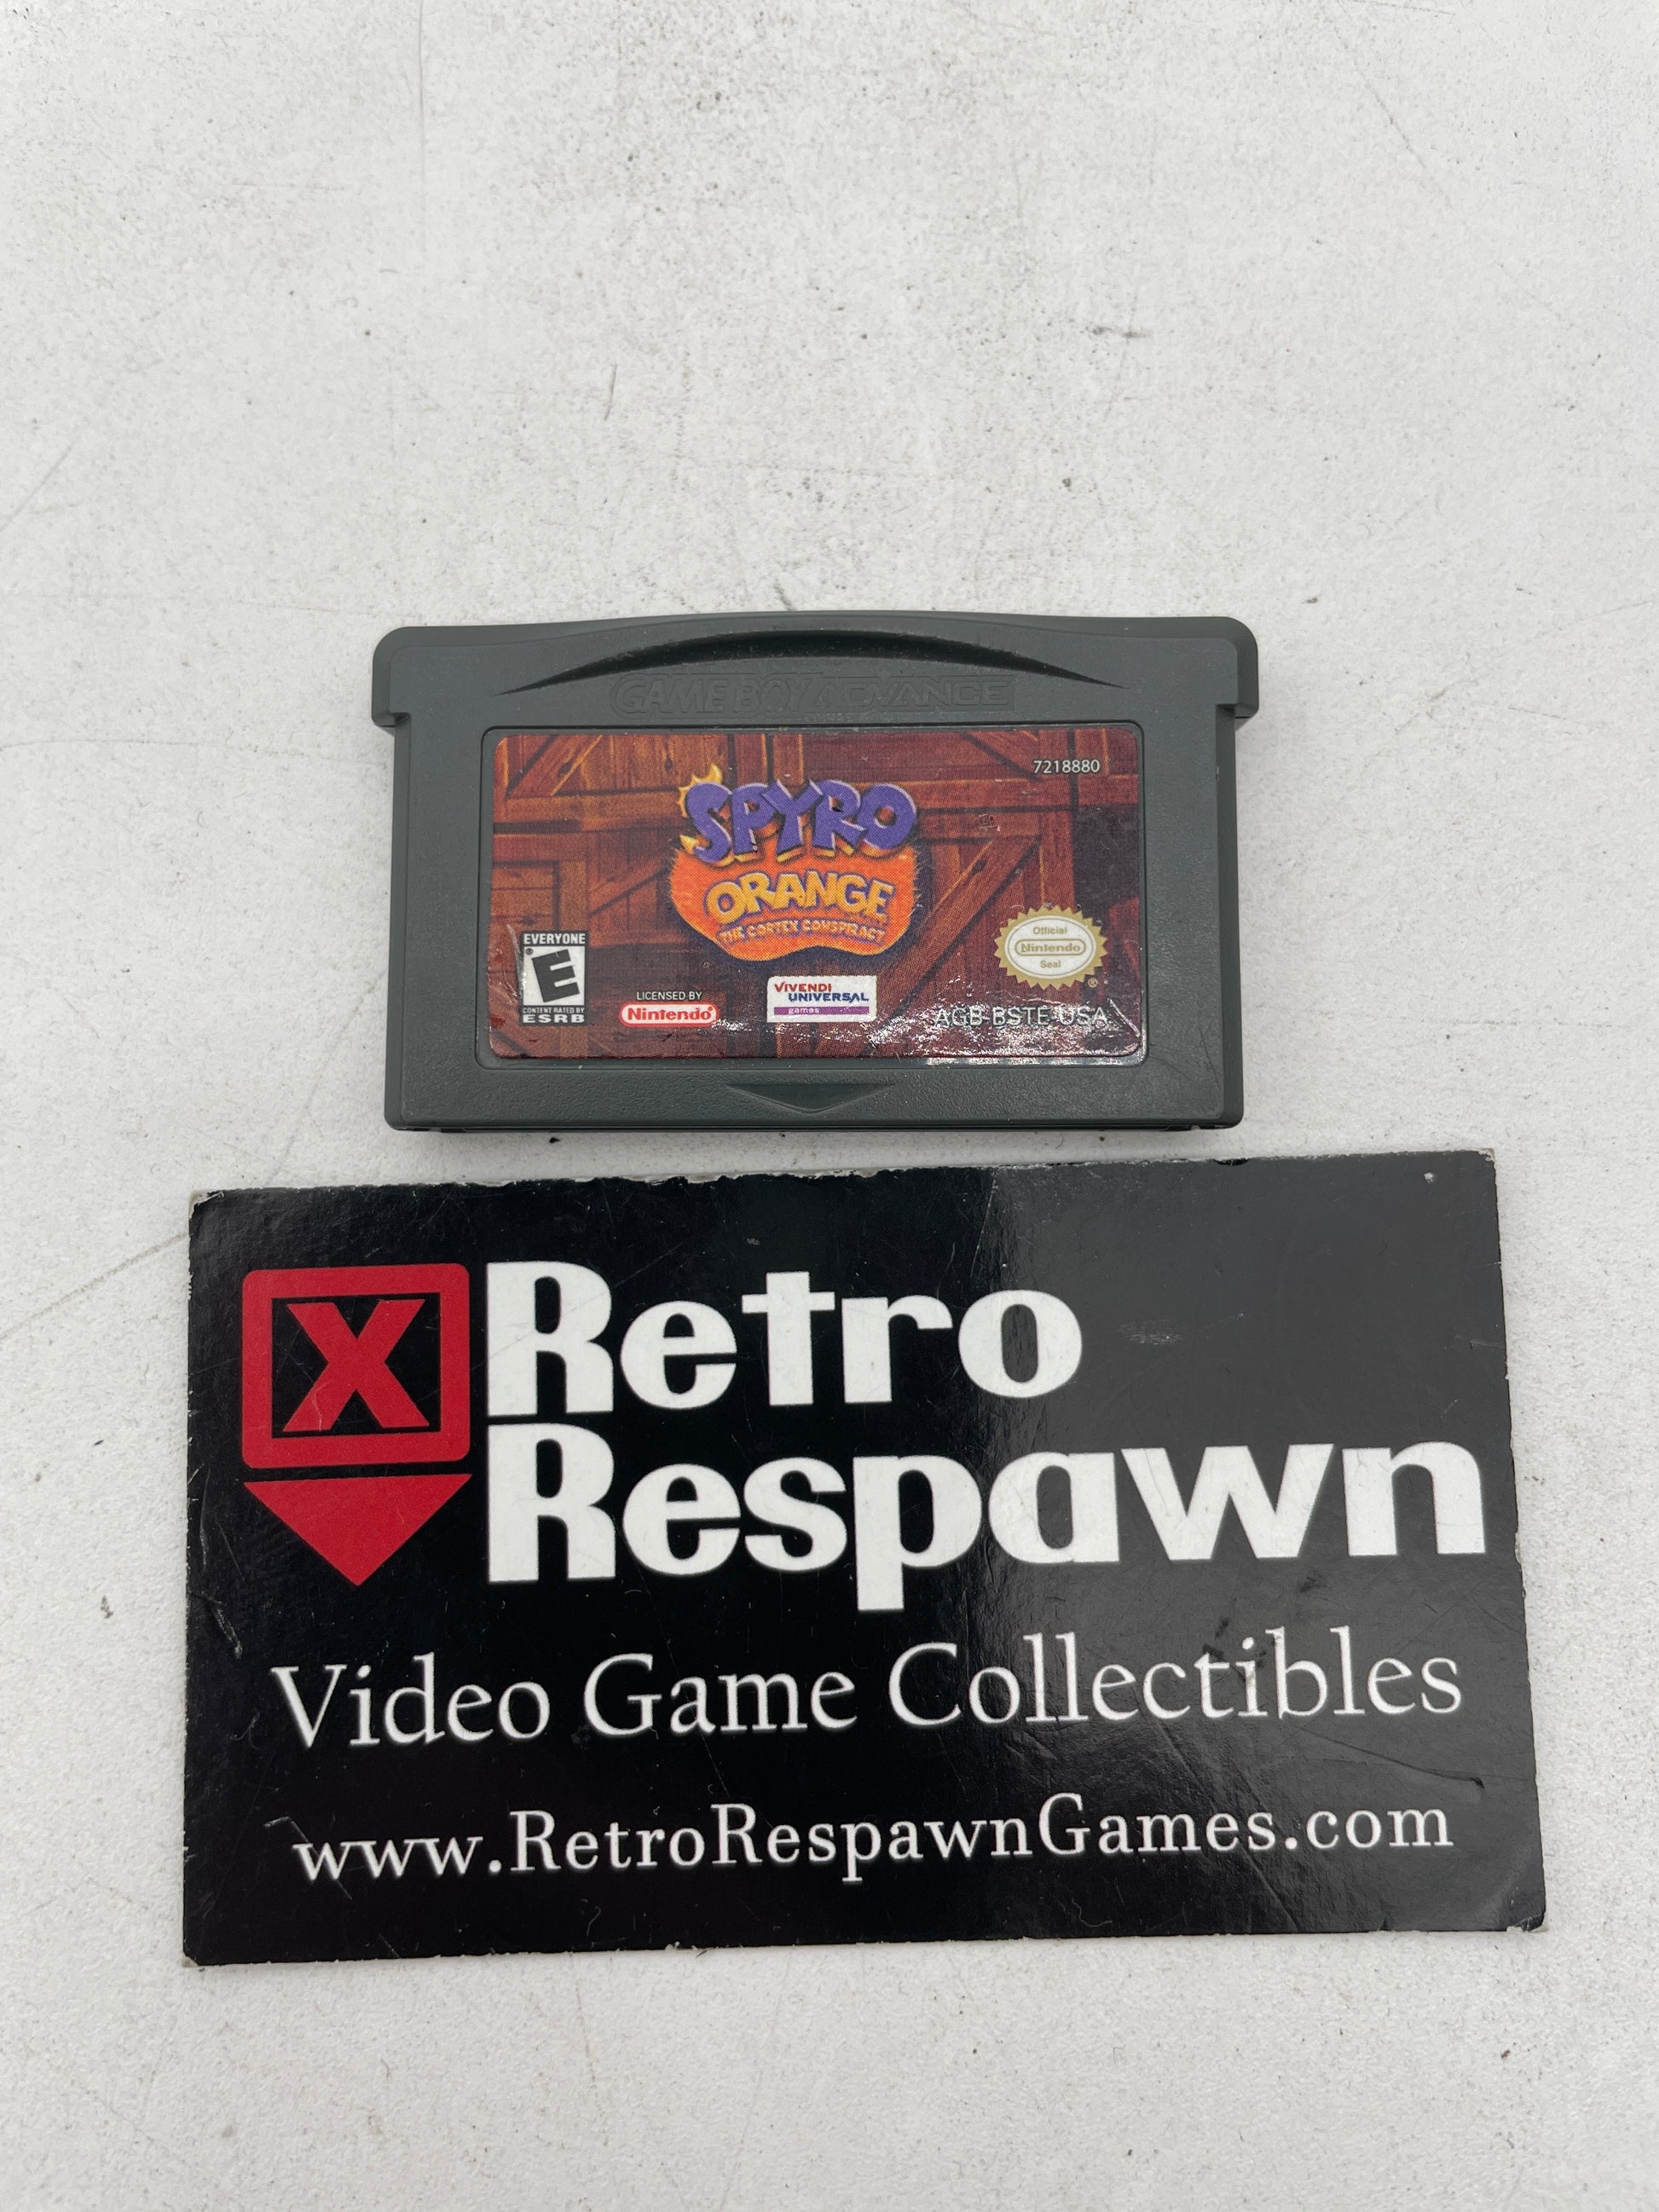 GAME BOY ADVANCE
7218880
SPYRO
ORANGE
THE CORTEX CONSPIRACY
EVERYONE
E
CONTENT RATED BY
ESRB
LICENSED BY
Nintendo®
VIVENDI
UNIVERSAL
games
Official
Nintendo
Seal
®
AGB-BSTE-USA
X
Retro
Respawn
Video Game Collectibles
www.RetroRespawnGames.com